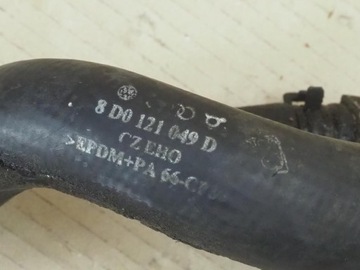 8 D0 121 049 D
CZ EHO
>EPDM+PA 66-